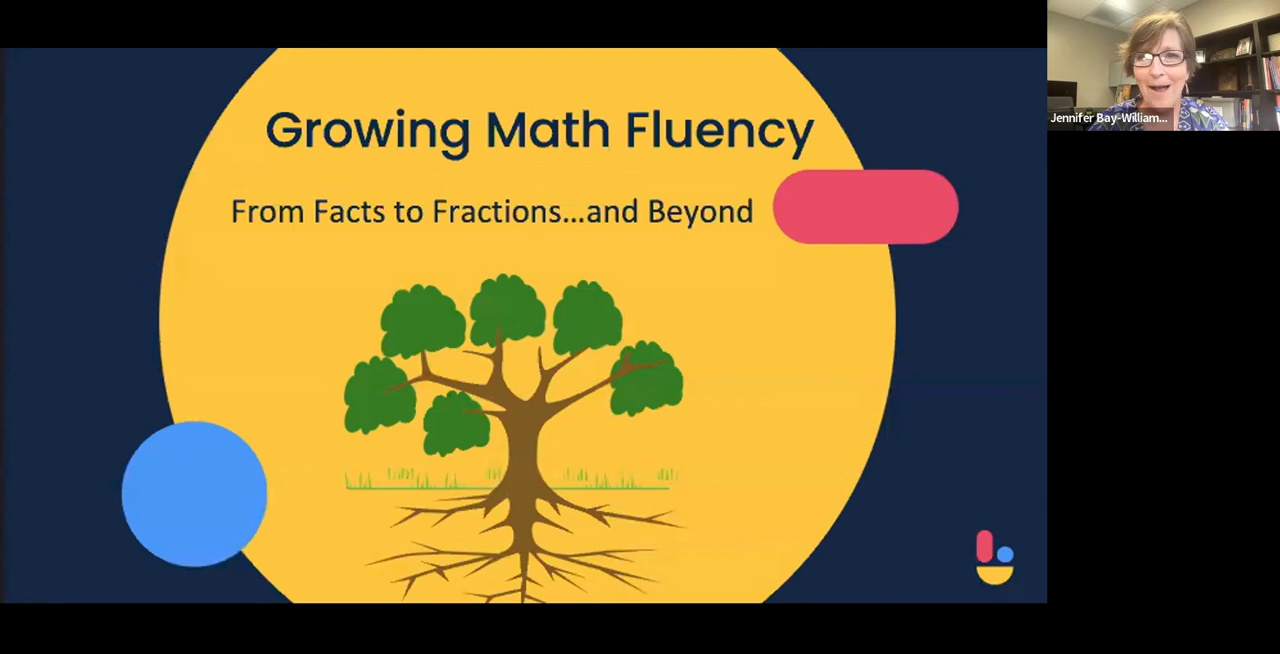 Growing Math Fluency
From Facts to Fractions...and Beyond
Jennifer Bay-William...